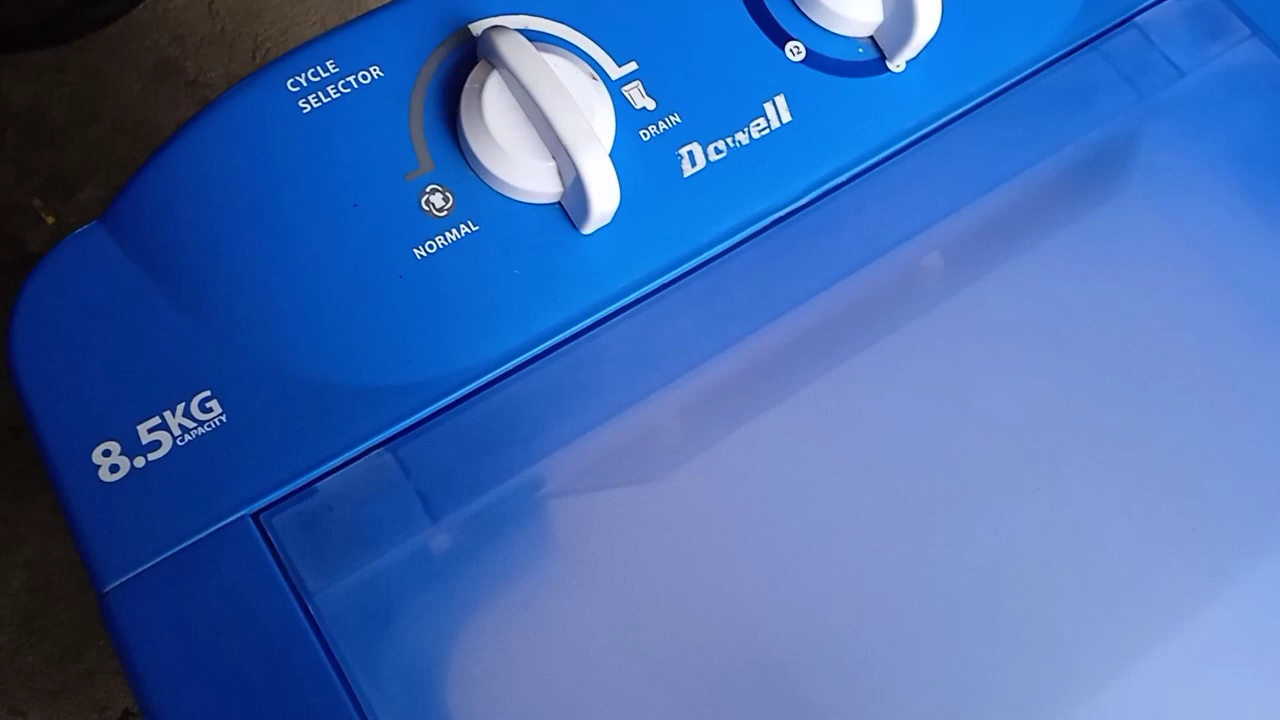 CYCLE
SELECTOR
12
DRAIN
Dowell
NORMAL
8.5KG
CAPACITY